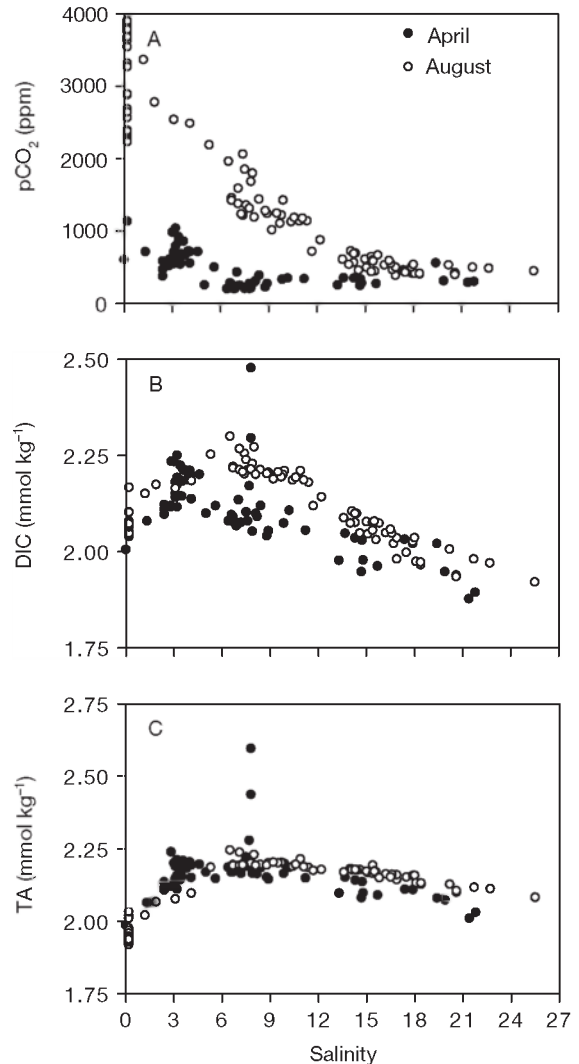 4000
A
April
August
3000
2000
1000
0
pCO₂ (ppm)
2.50
B
2.25
2.00
1.75
DIC (mmol kg⁻¹)
2.75
C
2.50
2.25
2.00
1.75
TA (mmol kg⁻¹)
0 3 6 9 12 15 18 21 24 27
Salinity